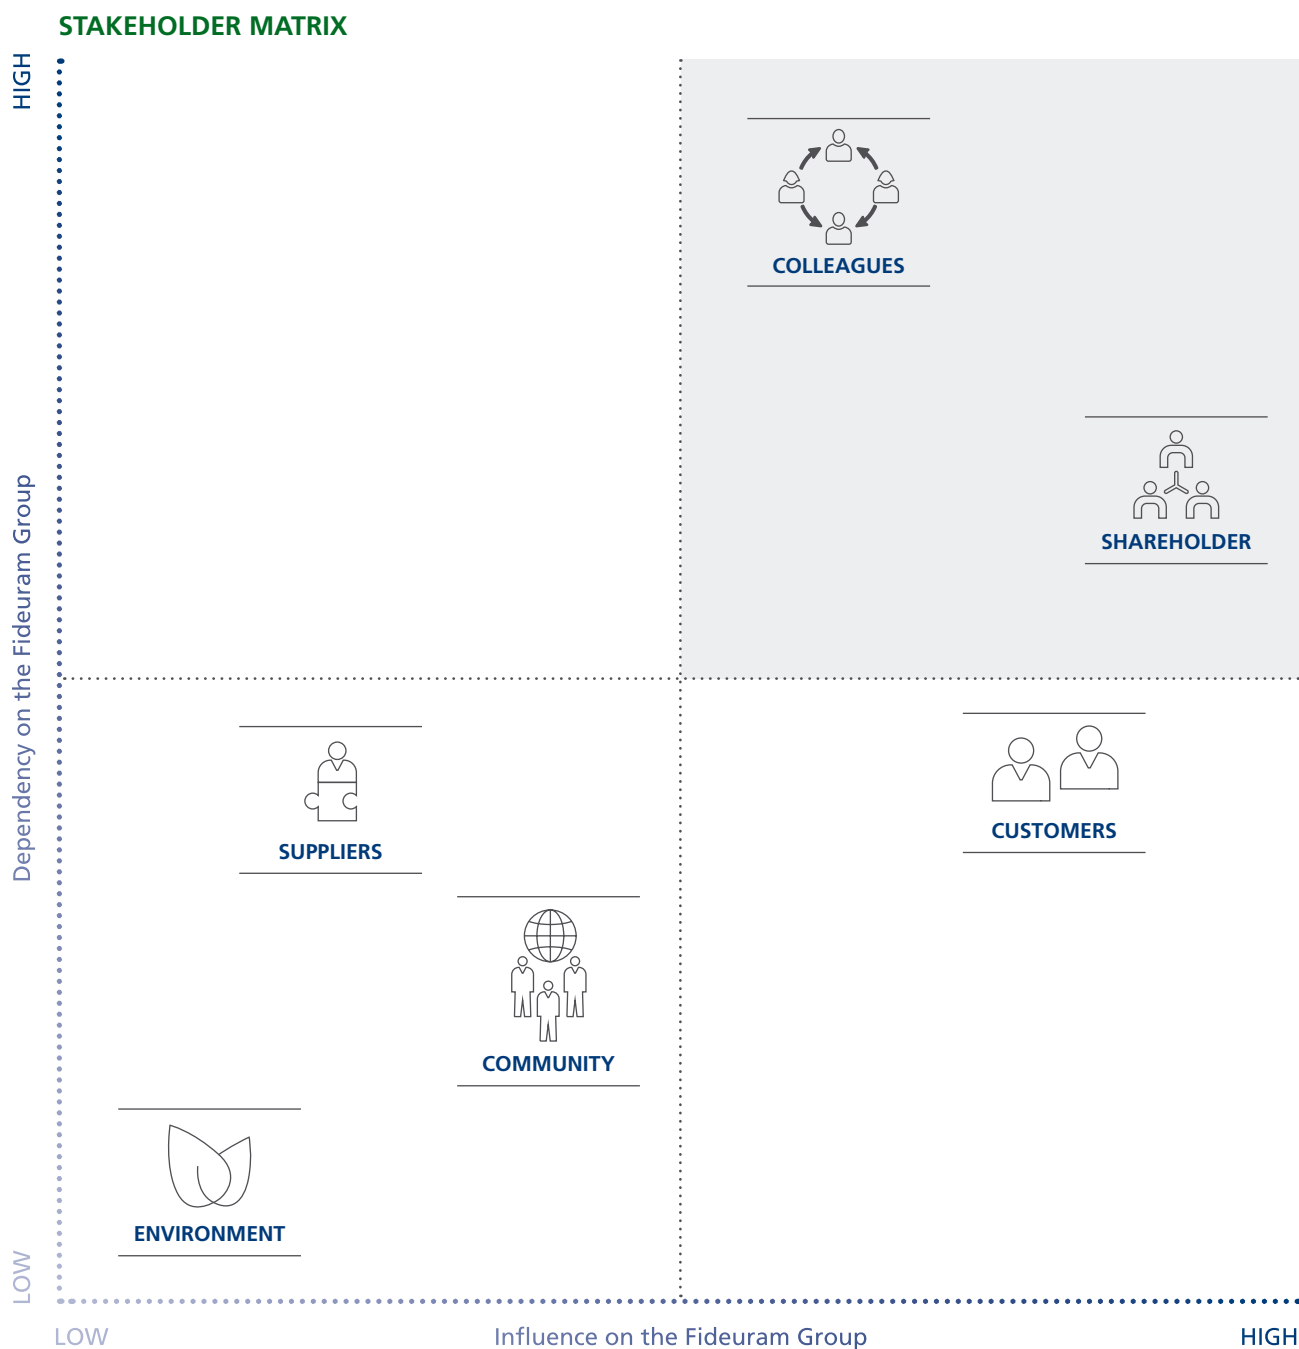 STAKEHOLDER MATRIX
HIGH
Dependency on the Fideuram Group
LOW
COLLEAGUES
SHAREHOLDER
SUPPLIERS
CUSTOMERS
COMMUNITY
ENVIRONMENT
LOW
Influence on the Fideuram Group
HIGH